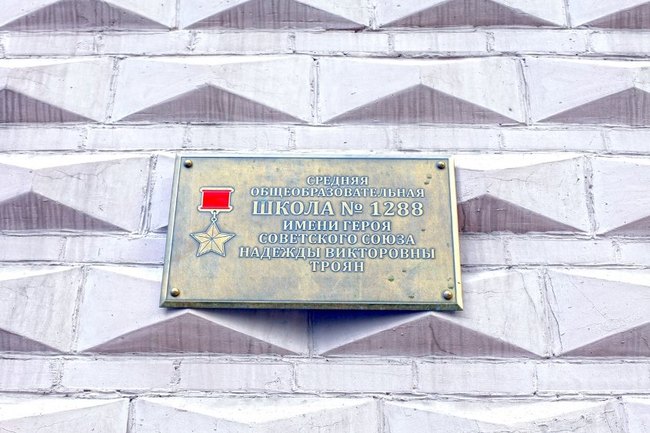 СРЕДНЯЯ
ОБЩЕОБРАЗОВАТЕЛЬНАЯ
ШКОЛА № 1288
ИМЕНИ ГЕРОЯ
СОВЕТСКОГО СОЮЗА
НАДЕЖДЫ ВИКТОРОВНЫ
ТРОЯН